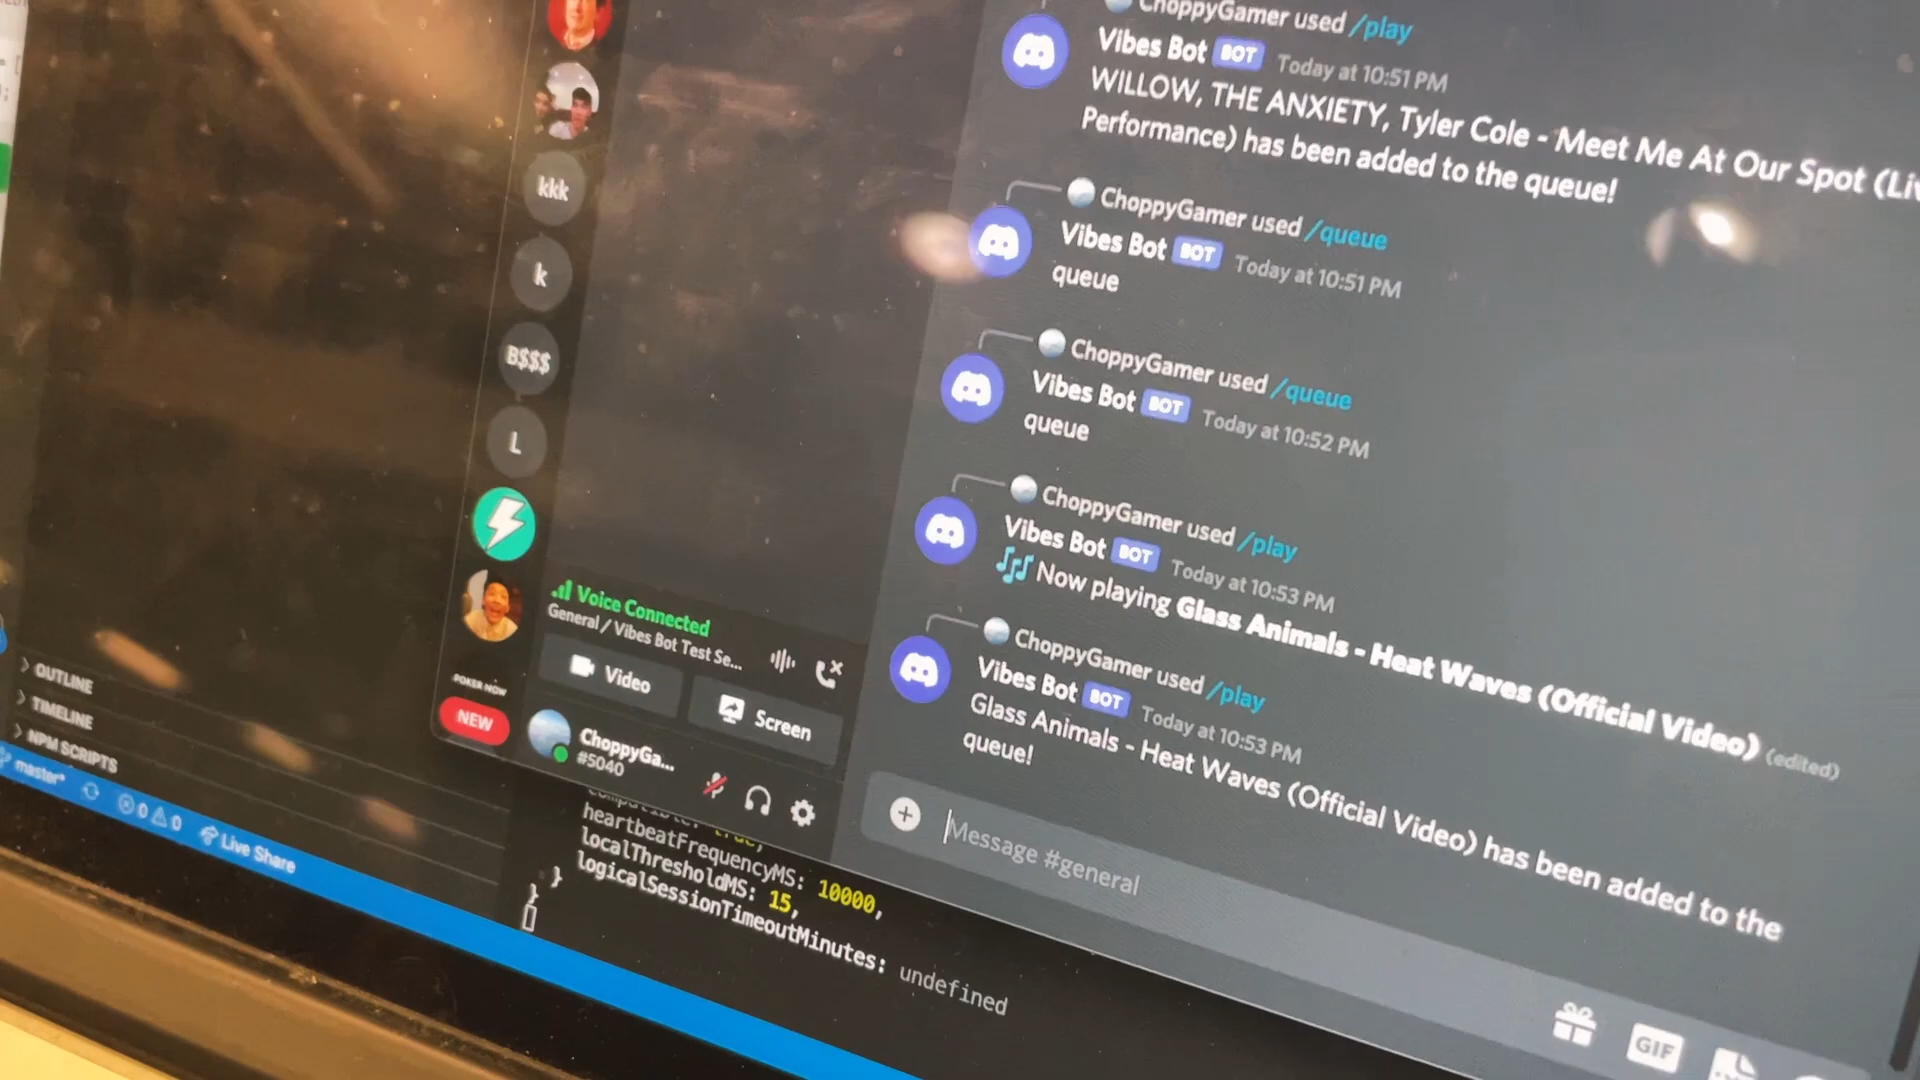 ChoppyGamer used /play
Vibes Bot BOT Today at 10:51 PM
WILLOW, THE ANXIETY, Tyler Cole - Meet Me At Our Spot (Liv
Performance) has been added to the queue!
ChoppyGamer used /queue
Vibes Bot BOT Today at 10:51 PM
queue
ChoppyGamer used /queue
Vibes Bot BOT Today at 10:52 PM
queue
ChoppyGamer used /play
Vibes Bot BOT Today at 10:53 PM
Now playing Glass Animals - Heat Waves (Official Video) (edited)
ChoppyGamer used /play
Vibes Bot BOT Today at 10:53 PM
Glass Animals - Heat Waves (Official Video) has been added to the
queue!
Message #general
GIF
kkk
k
B$$$
L
POKER NOW
NEW
Voice Connected
General / Vibes Bot Test Se...
Video
Screen
ChoppyGa...
#5040
OUTLINE
TIMELINE
NPM SCRIPTS
master*
0 0
Live Share
heartbeatFrequencyMS: 10000,
localThresholdMS: 15,
logicalSessionTimeoutMinutes: undefined
}
}